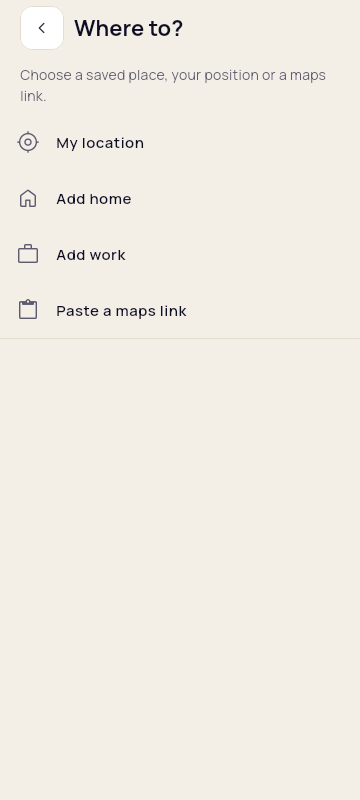 Where to?
Choose a saved place, your position or a maps
link.
My location
Add home
Add work
Paste a maps link